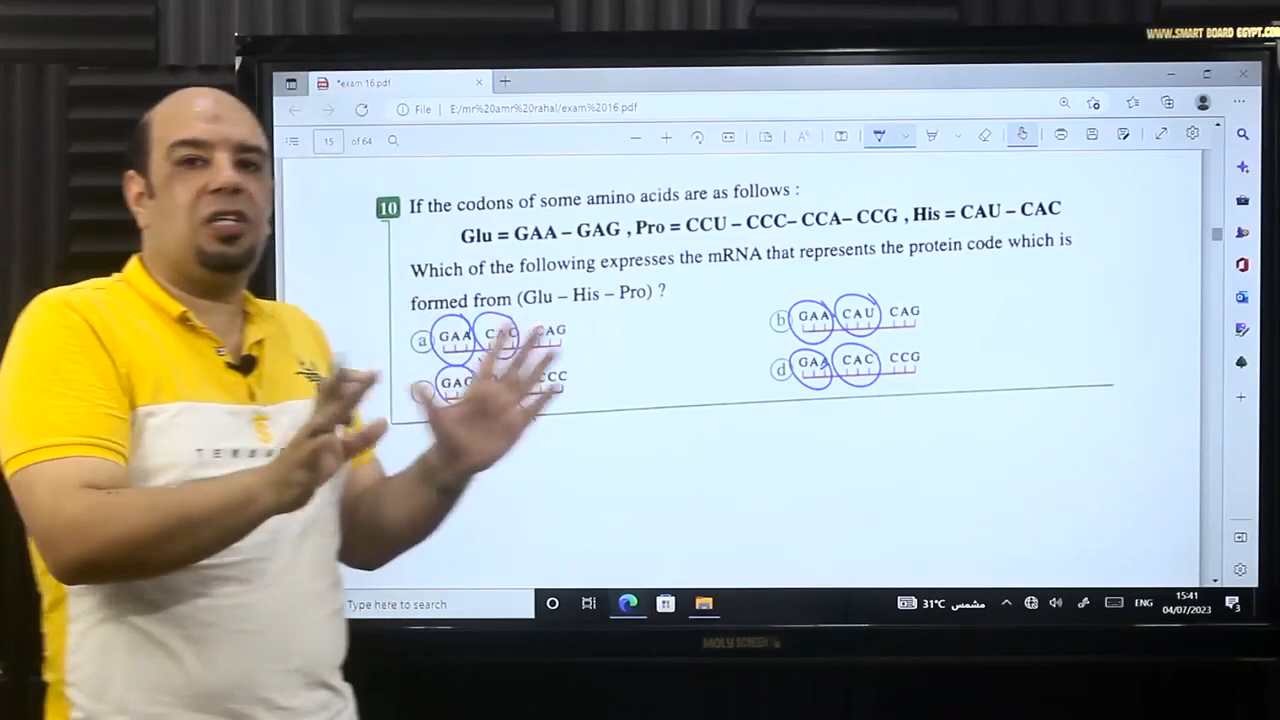 WWW.SMART BOARD EGYPT.CO
*exam 16.pdf
File E:/mr%20amr%20rahal/exam%2016.pdf
15 of 64
10 If the codons of some amino acids are as follows :
Glu = GAA – GAG , Pro = CCU – CCC– CCA– CCG , His = CAU – CAC
Which of the following expresses the mRNA that represents the protein code which is
formed from (Glu – His – Pro) ?
a GAA CAC CAG
b GAA CAU CAG
GAG CCC
d GAA CAC CCG
Type here to search
31°C مشمس
ENG
15:41
04/07/2023
3
MOLY SCREEN